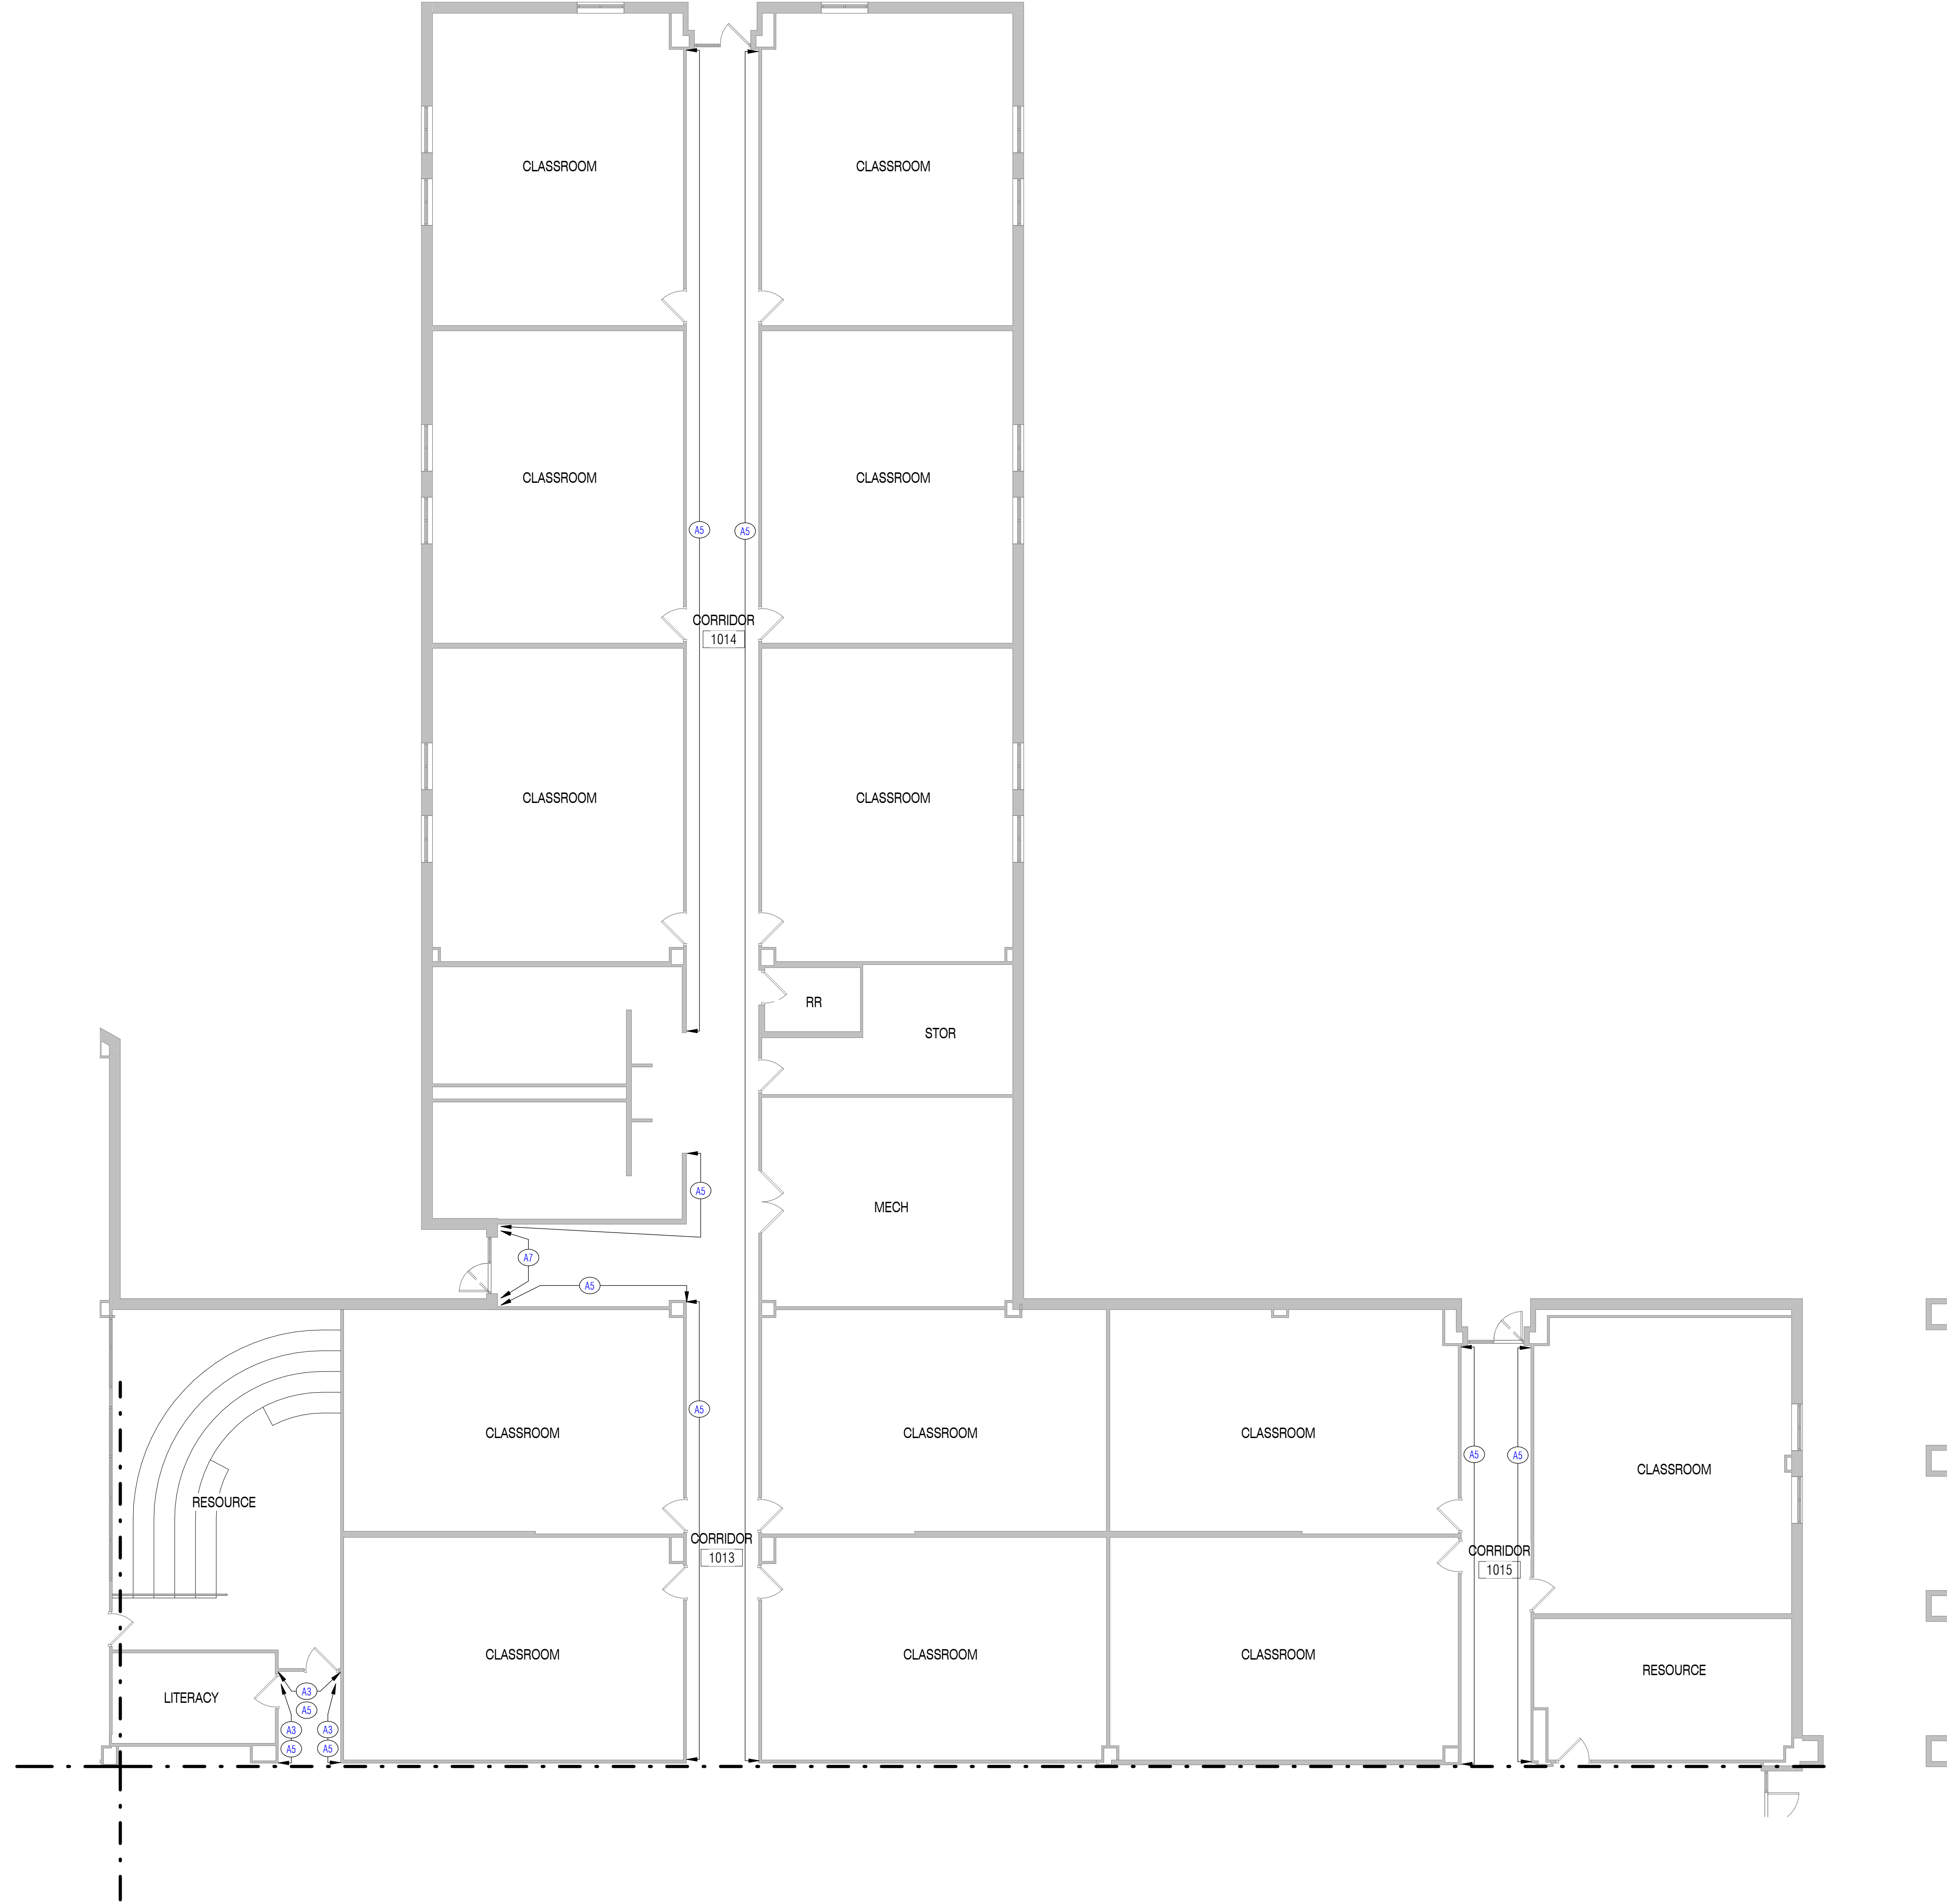 CLASSROOM CLASSROOM
CLASSROOM CLASSROOM
A5 A5
CORRIDOR
1014
CLASSROOM CLASSROOM
RR
STOR
A5
MECH
A7
A5
A5
CLASSROOM CLASSROOM CLASSROOM
A5 A5
CLASSROOM
RESOURCE
CORRIDOR
1013
CORRIDOR
1015
CLASSROOM CLASSROOM CLASSROOM
RESOURCE
LITERACY
A3
A5
A3 A3
A5 A5